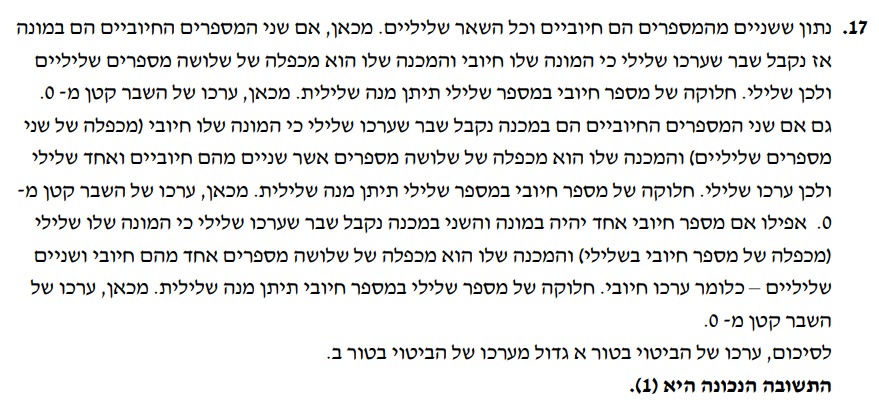 17. נתון ששניים מהמספרים הם חיוביים וכל השאר שליליים. מכאן, אם שני המספרים החיוביים הם במונה
אז נקבל שבר שערכו שלילי כי המונה שלו חיובי והמכנה שלו הוא מכפלה של שלושה מספרים שליליים
ולכן שלילי. חלוקה של מספר חיובי במספר שלילי תיתן מנה שלילית. מכאן, ערכו של השבר קטן מ- 0.
גם אם שני המספרים החיוביים הם במכנה נקבל שבר שערכו שלילי כי המונה שלו חיובי (מכפלה של שני
מספרים שליליים) והמכנה שלו הוא מכפלה של שלושה מספרים אשר שניים מהם חיוביים ואחד שלילי
ולכן ערכו שלילי. חלוקה של מספר חיובי במספר שלילי תיתן מנה שלילית. מכאן, ערכו של השבר קטן מ-
0. אפילו אם מספר חיובי אחד יהיה במונה והשני במכנה נקבל שבר שערכו שלילי כי המונה שלו שלילי
(מכפלה של מספר חיובי בשלילי) והמכנה שלו הוא מכפלה של שלושה מספרים אחד מהם חיובי ושניים
שליליים – כלומר ערכו חיובי. חלוקה של מספר שלילי במספר חיובי תיתן מנה שלילית. מכאן, ערכו של
השבר קטן מ- 0.
לסיכום, ערכו של הביטוי בטור א גדול מערכו של הביטוי בטור ב.
התשובה הנכונה היא (1).